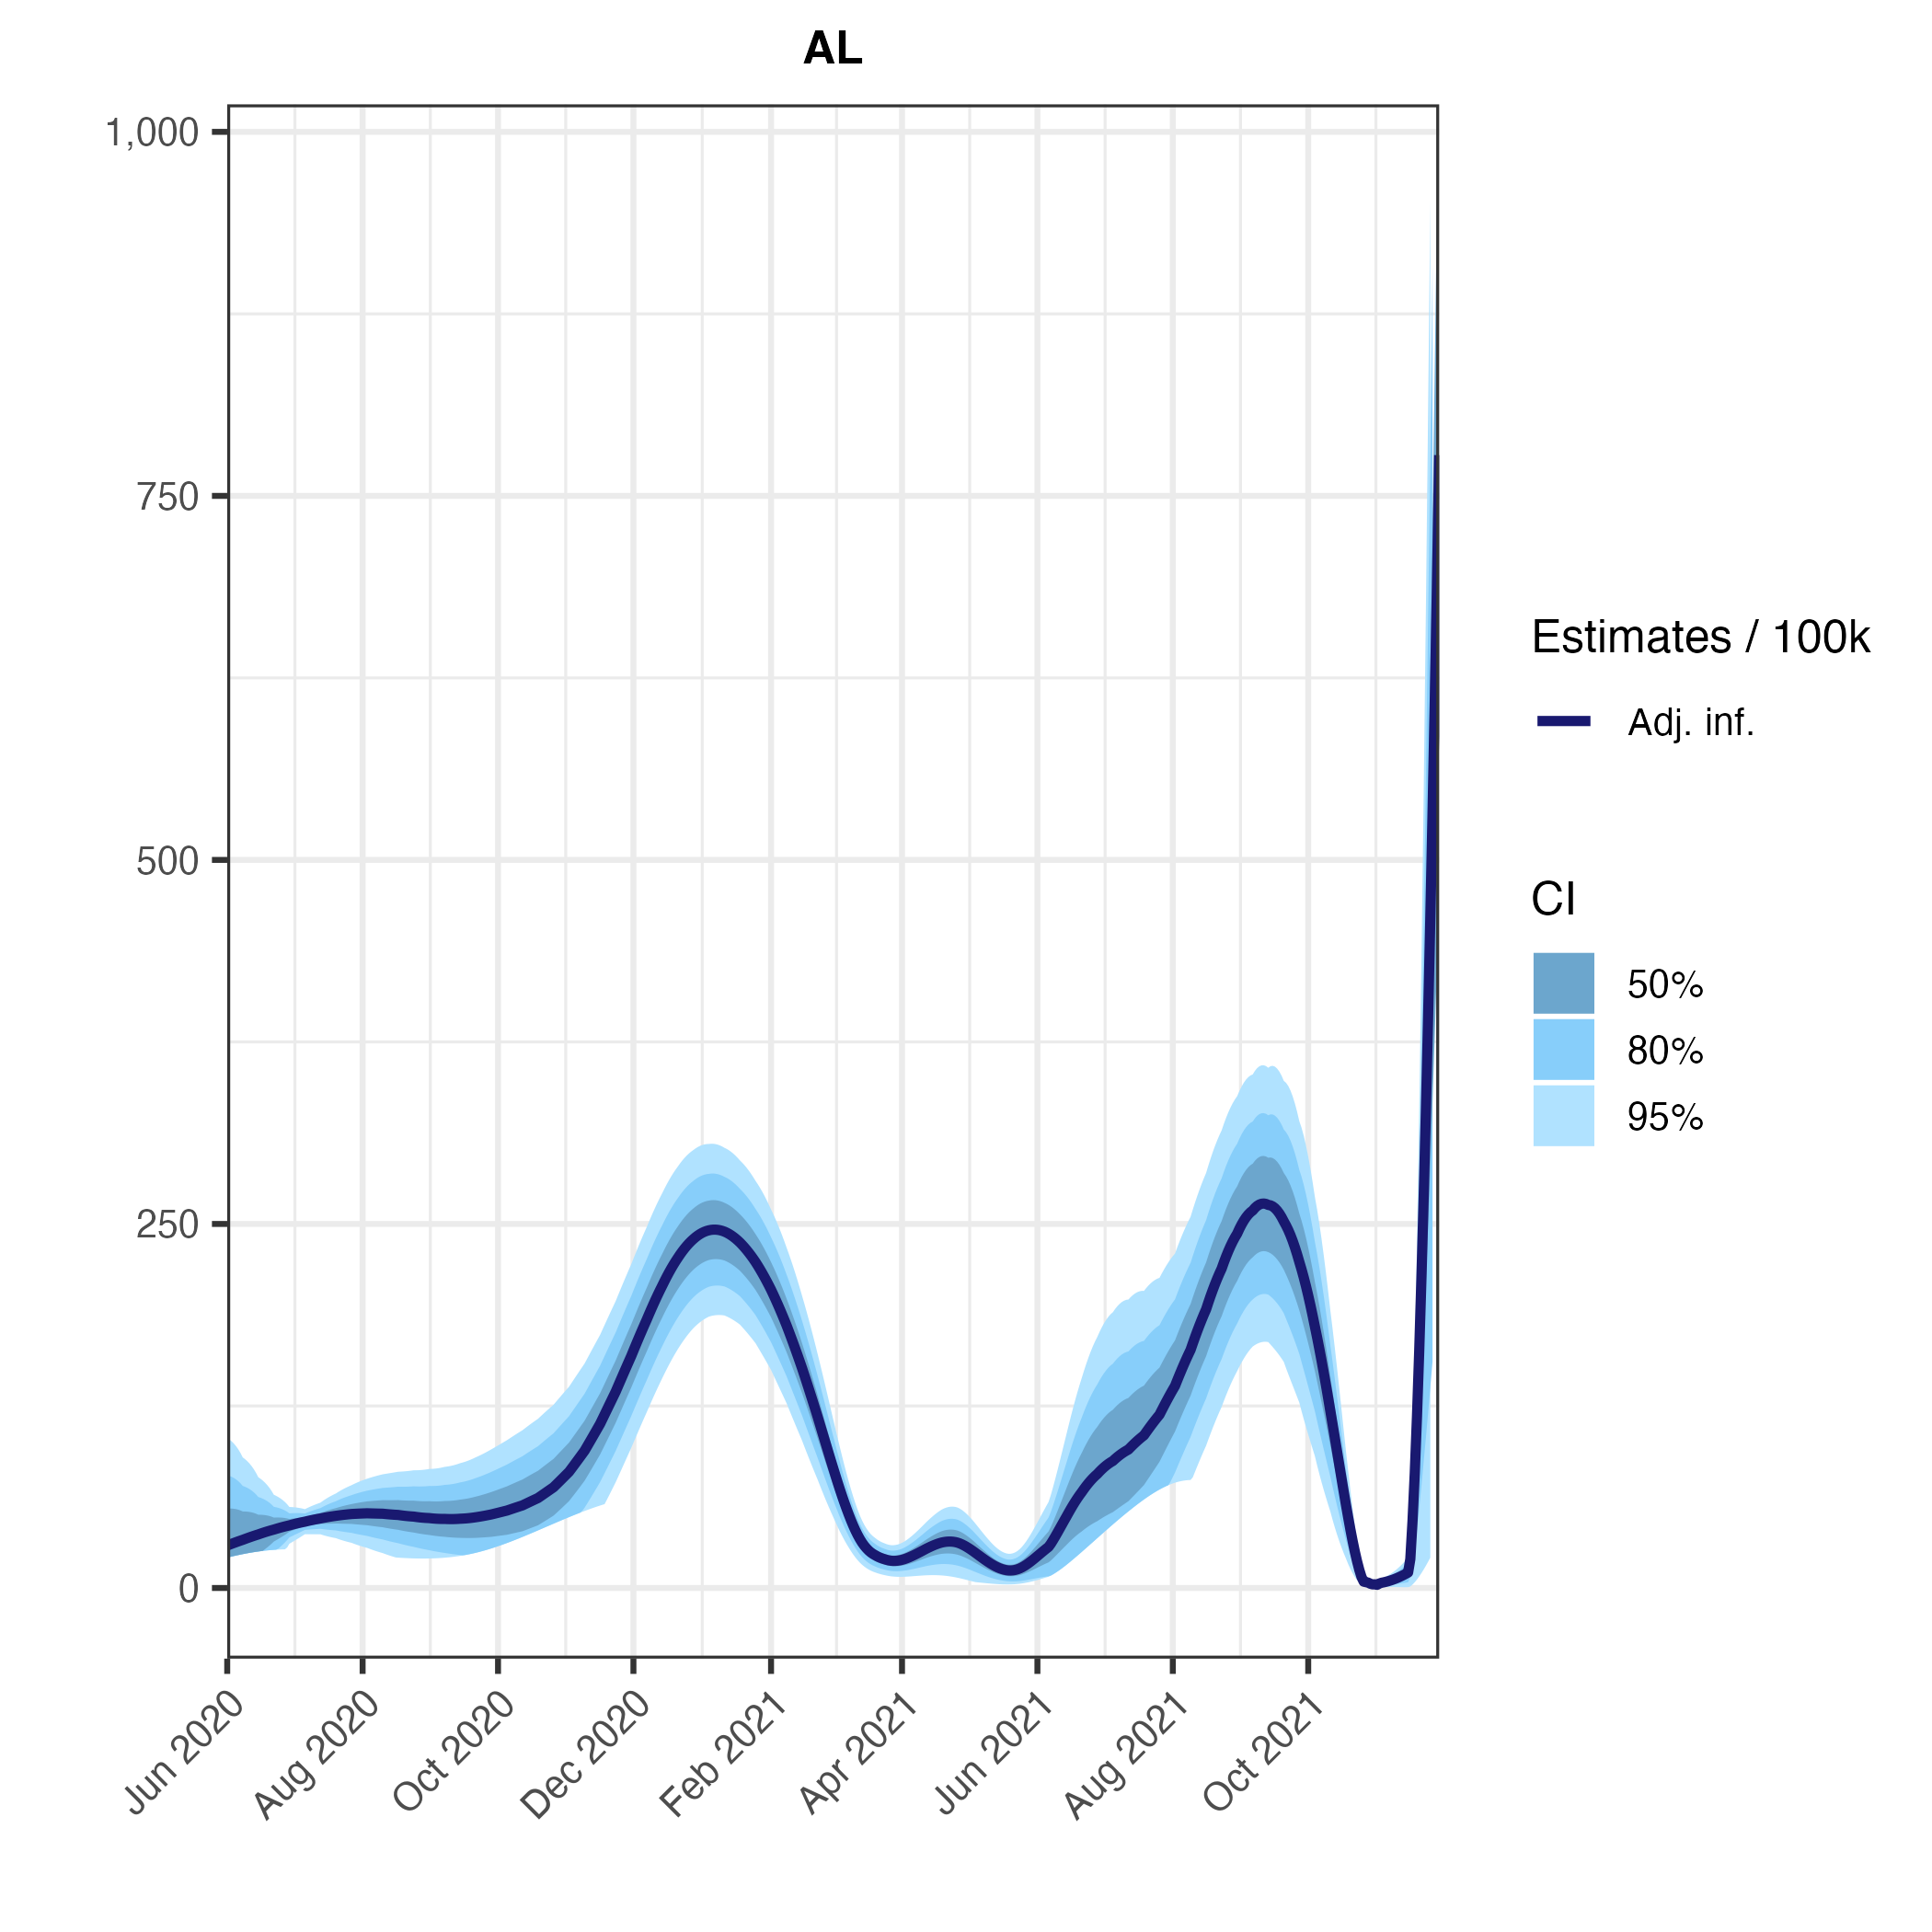 AL
1,000
750
500
250
0
Jun 2020
Aug 2020
Oct 2020
Dec 2020
Feb 2021
Apr 2021
Jun 2021
Aug 2021
Oct 2021
Estimates / 100k
Adj. inf.
CI
50%
80%
95%